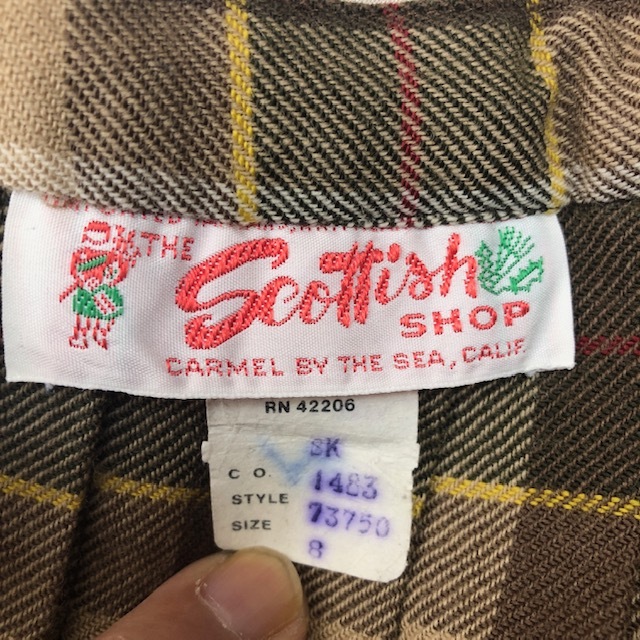 THE Scottish
SHOP
CARMEL BY THE SEA, CALIF
RN 42206
SK
C O. 1483
STYLE 73750
SIZE 8